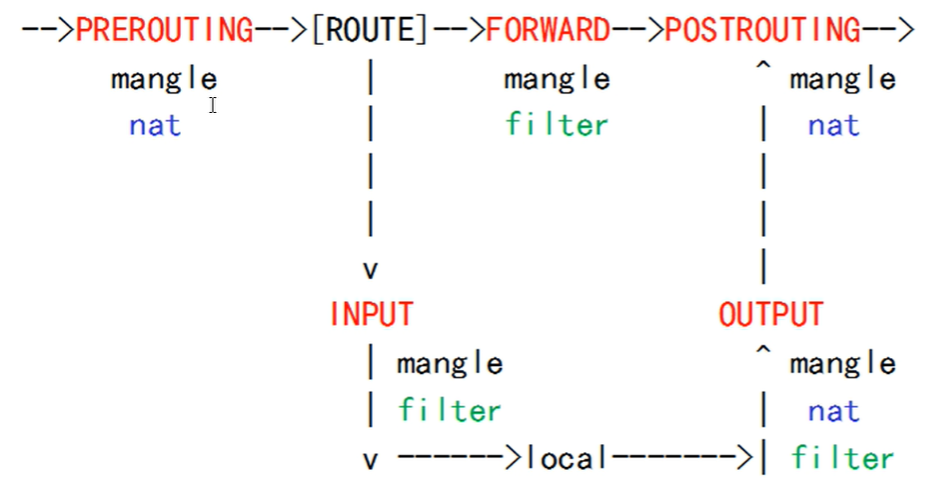 -->PREROUTING-->[ROUTE]-->FORWARD-->POSTROUTING-->
mangle | mangle ^ mangle
nat | filter | nat
| |
| |
v |
INPUT OUTPUT
| mangle ^ mangle
| filter | nat
v ------>local------->| filter